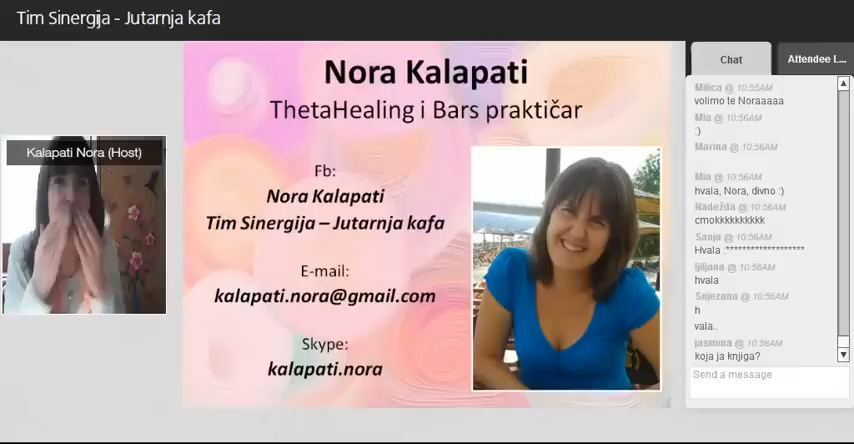 Tim Sinergija - Jutarnja kafa
Kalapati Nora (Host)
Nora Kalapati
ThetaHealing i Bars praktičar
Fb:
Nora Kalapati
Tim Sinergija – Jutarnja kafa
E-mail:
kalapati.nora@gmail.com
Skype:
kalapati.nora
Chat
Attendee L...
Milica @ 10:55AM
volimo te Noraaaaa
Mia @ 10:56AM
:)
Marina @ 10:56AM
Mia @ 10:56AM
hvala, Nora, divno :)
Nadežda @ 10:56AM
cmokkkkkkkkkk
Sanja @ 10:56AM
Hvala :*******************
ljiljana @ 10:56AM
hvala
Snjezana @ 10:56AM
h
vala..
jasmina @ 10:56AM
koja ja knjiga?
Send a message